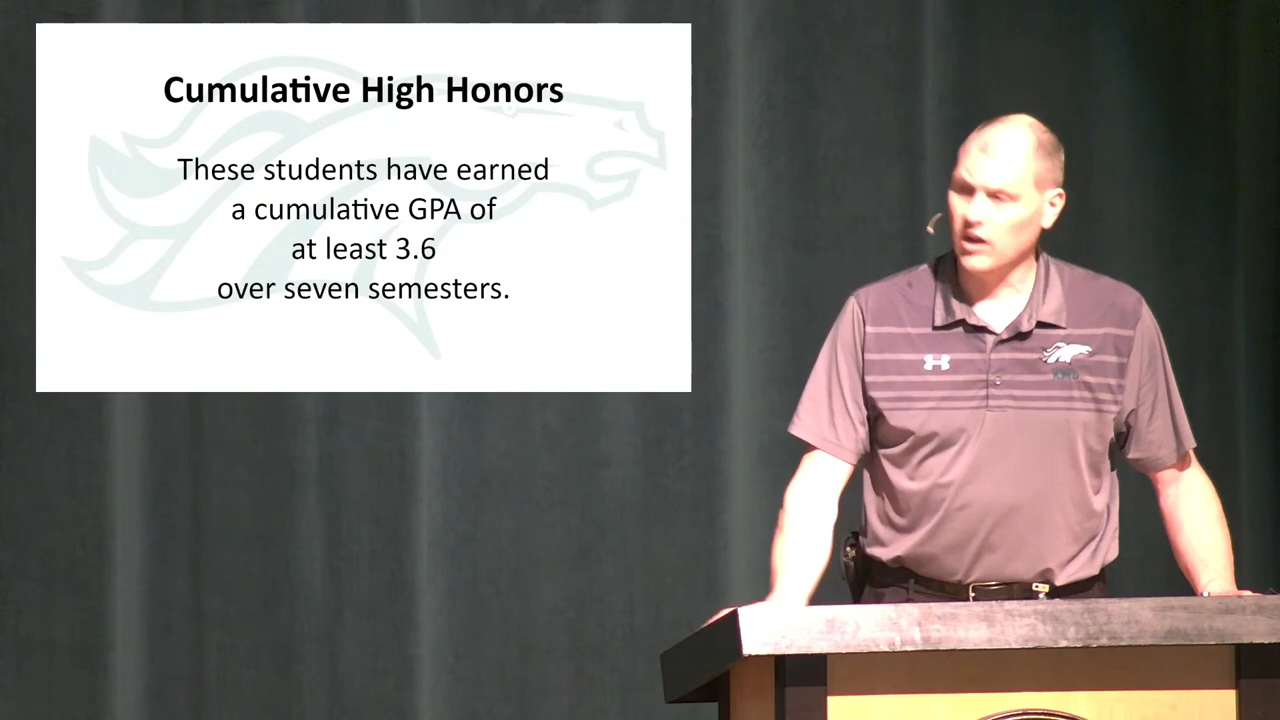 Cumulative High Honors
These students have earned
a cumulative GPA of
at least 3.6
over seven semesters.